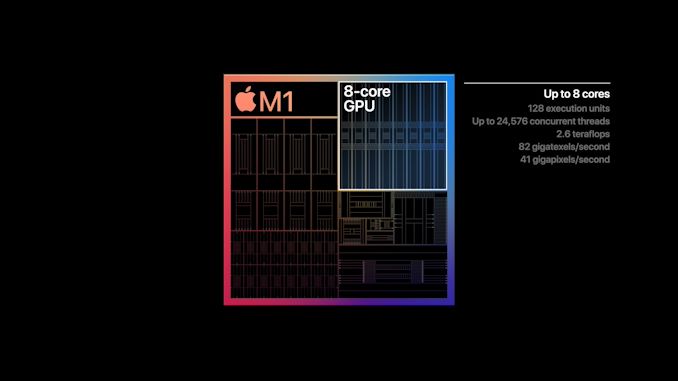 M1
8-core
GPU
Up to 8 cores
128 execution units
Up to 24,576 concurrent threads
2.6 teraflops
82 gigatexels/second
41 gigapixels/second